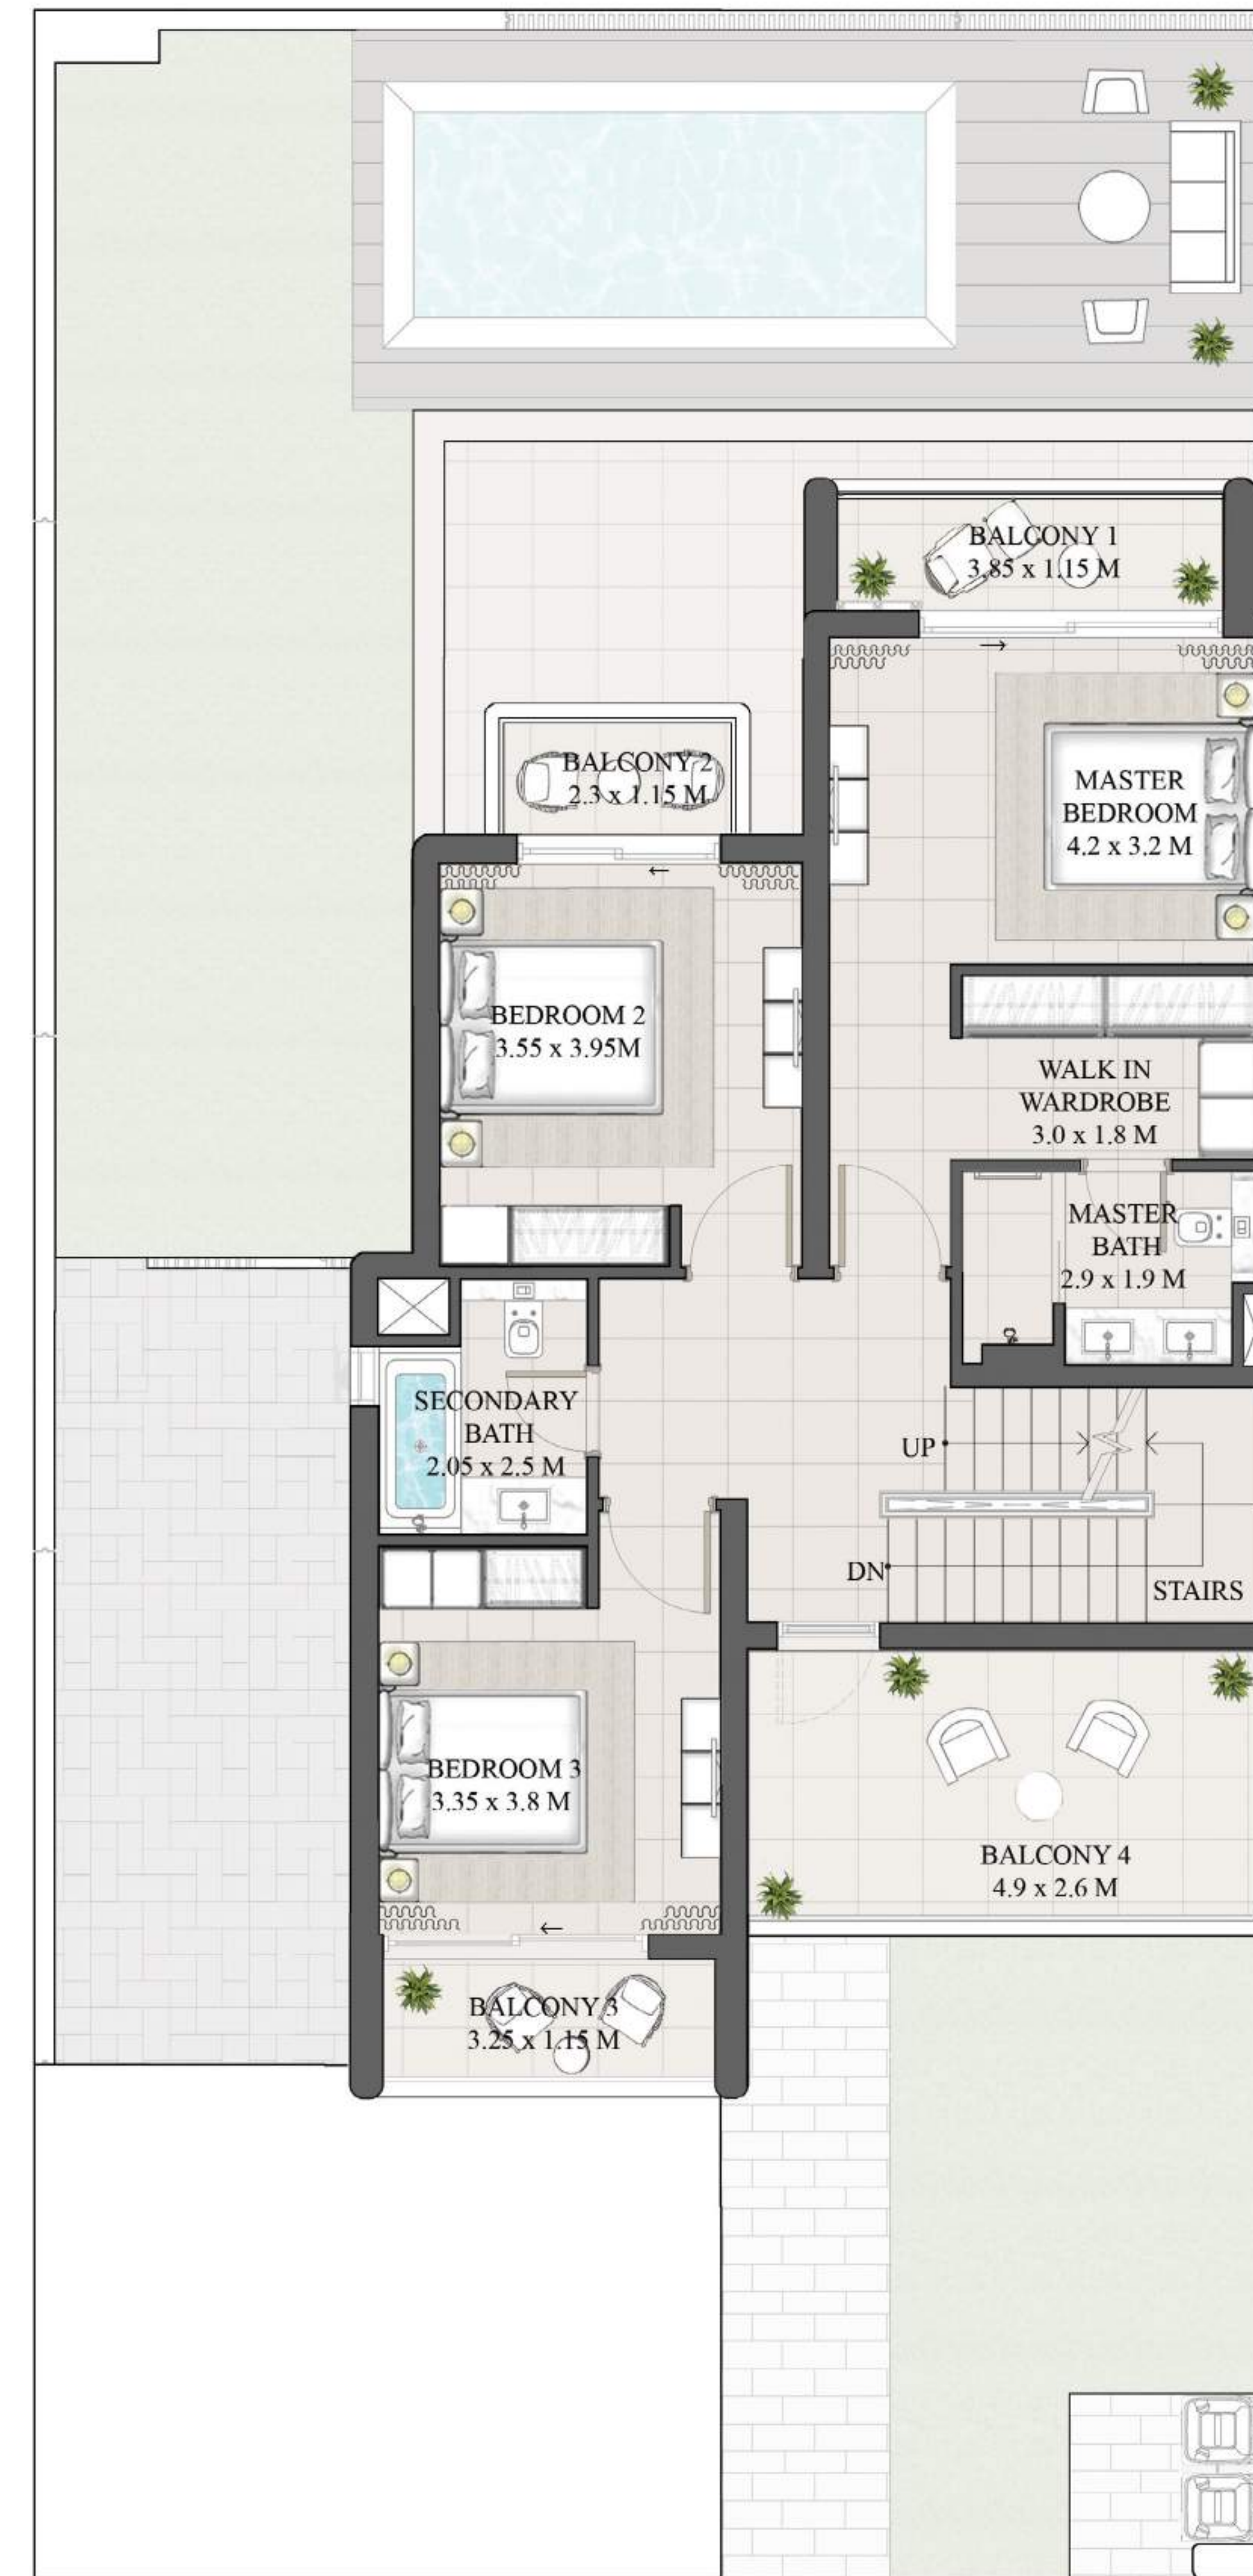 BALCONY 1
3.85 x 1.15 M
BALCONY 2
2.3 x 1.15 M
MASTER
BEDROOM
4.2 x 3.2 M
BEDROOM 2
3.55 x 3.95M
WALK IN
WARDROBE
3.0 x 1.8 M
MASTER
BATH
2.9 x 1.9 M
SECONDARY
BATH
2.05 x 2.5 M
UP
DN
STAIRS
BEDROOM 3
3.35 x 3.8 M
BALCONY 4
4.9 x 2.6 M
BALCONY 3
3.25 x 1.15 M